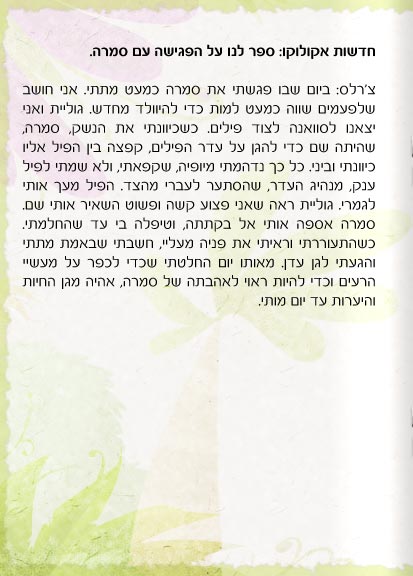 חדשות אקולוקו: ספר לנו על הפגישה עם סמרה.
צ'רלס: ביום שבו פגשתי את סמרה כמעט מתתי. אני חושב
שלפעמים שווה כמעט למות כדי להיוולד מחדש. גוליית ואני
יצאנו לסוואנה לצוד פילים. כשכיוונתי את הנשק, סמרה,
שהיתה שם כדי להגן על עדר הפילים, קפצה בין הפיל אליו
כיוונתי וביני. כל כך נדהמתי מיופיה, שקפאתי, ולא שמתי לפיל
ענק, מנהיג העדר, שהסתער לעברי מהצד. הפיל מעך אותי
לגמרי. גוליית ראה שאני פצוע קשה ופשוט השאיר אותי שם.
סמרה אספה אותי אל בקתתה, וטיפלה בי עד שהחלמתי.
כשהתעוררתי וראיתי את פניה מעליי, חשבתי שבאמת מתתי
והגעתי לגן עדן. מאותו יום החלטתי שכדי לכפר על מעשיי
הרעים וכדי להיות ראוי לאהבתה של סמרה, אהיה מגן החיות
והיערות עד יום מותי.